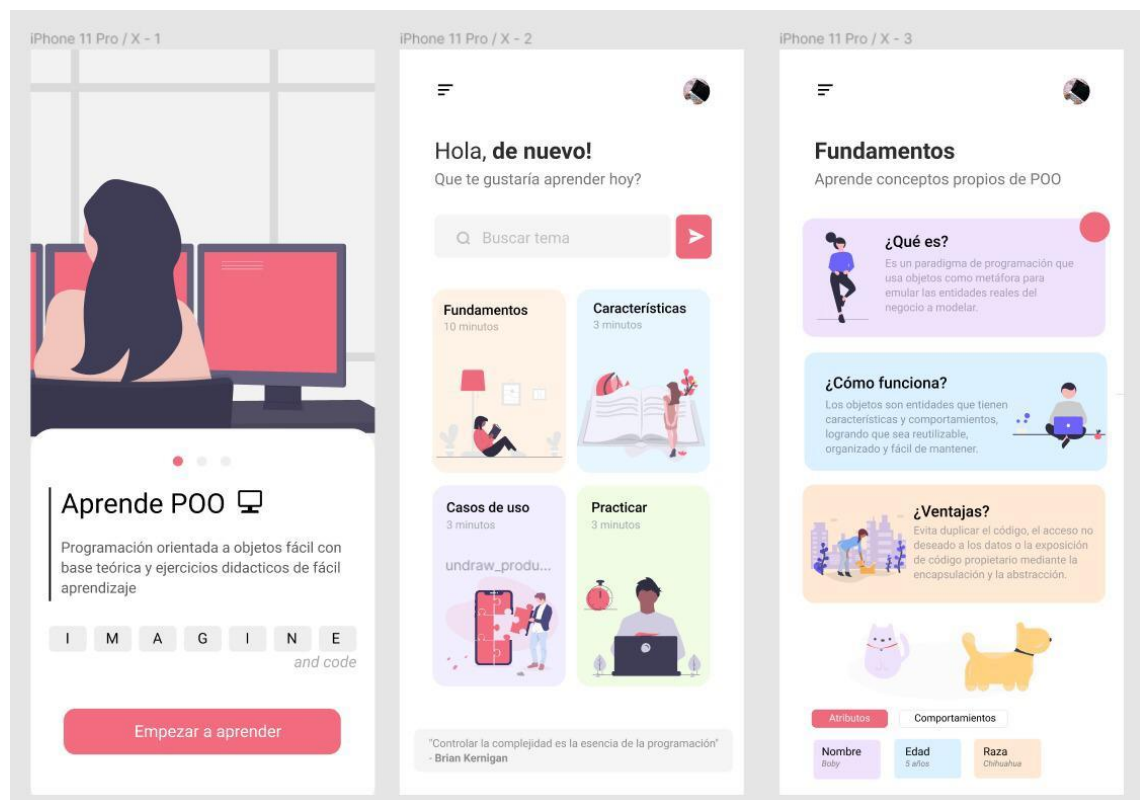 iPhone 11 Pro / X - 1
Aprende POO
Programación orientada a objetos fácil con
base teórica y ejercicios didacticos de fácil
aprendizaje
I M A G I N E
and code
Empezar a aprender
iPhone 11 Pro / X - 2
Hola, de nuevo!
Que te gustaría aprender hoy?
Buscar tema
Fundamentos
10 minutos
Características
3 minutos
Casos de uso
3 minutos
undraw_produ...
Practicar
3 minutos
"Controlar la complejidad es la esencia de la programación"
- Brian Kernigan
iPhone 11 Pro / X - 3
Fundamentos
Aprende conceptos propios de POO
¿Qué es?
Es un paradigma de programación que
usa objetos como metáfora para
emular las entidades reales del
negocio a modelar.
¿Cómo funciona?
Los objetos son entidades que tienen
características y comportamientos,
logrando que sea reutilizable,
organizado y fácil de mantener.
¿Ventajas?
Evita duplicar el código, el acceso no
deseado a los datos o la exposición
de código propietario mediante la
encapsulación y la abstracción.
Atributos
Comportamientos
Nombre
Boby
Edad
5 años
Raza
Chihuahua